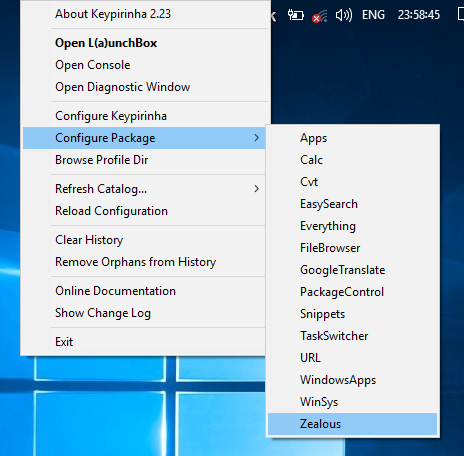 About Keypirinha 2.23
ENG 23:58:45
Open L(a)unchBox
Open Console
Open Diagnostic Window
Configure Keypirinha
Configure Package
Browse Profile Dir
Refresh Catalog...
Reload Configuration
Clear History
Remove Orphans from History
Online Documentation
Show Change Log
Exit
Apps
Calc
Cvt
EasySearch
Everything
FileBrowser
GoogleTranslate
PackageControl
Snippets
TaskSwitcher
URL
WindowsApps
WinSys
Zealous